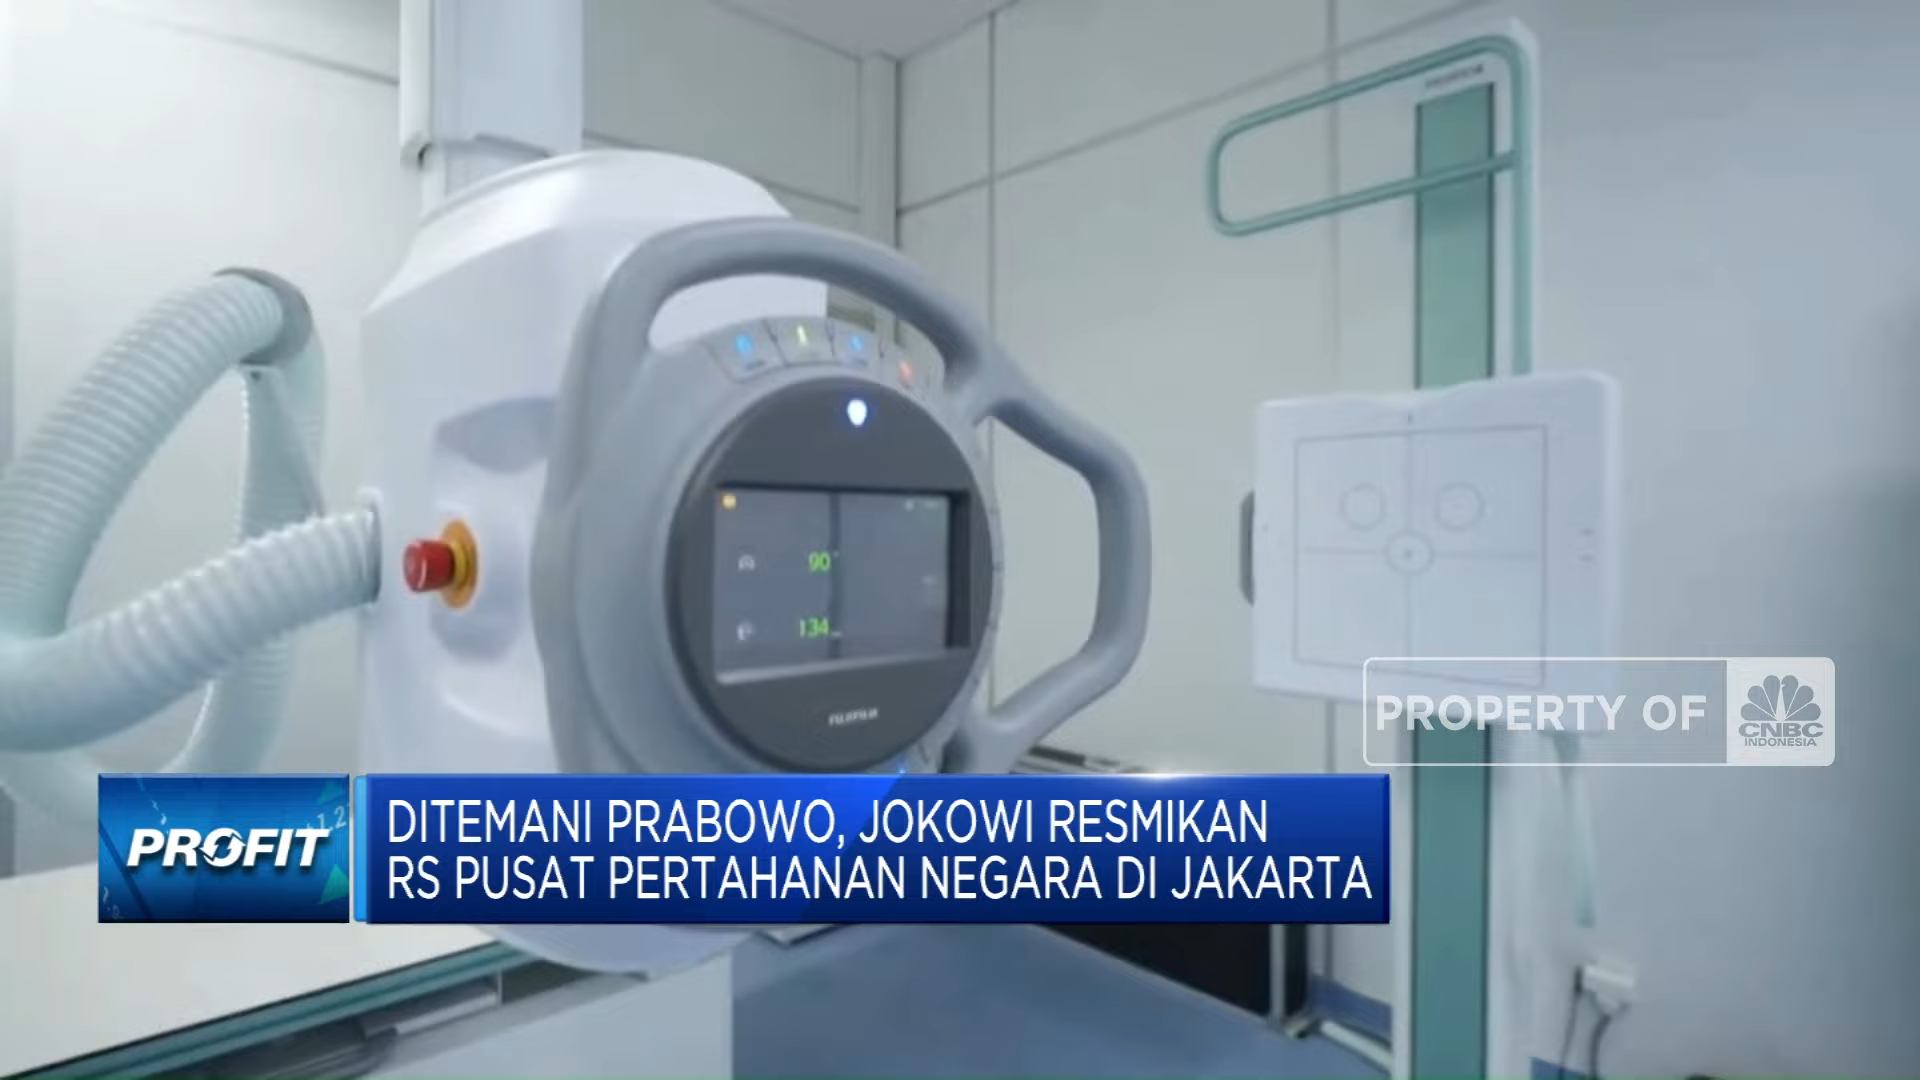 90°
134
FUJIFILM
PROPERTY OF
CNBC
INDONESIA
PROFIT
DITEMANI PRABOWO, JOKOWI RESMIKAN
RS PUSAT PERTAHANAN NEGARA DI JAKARTA